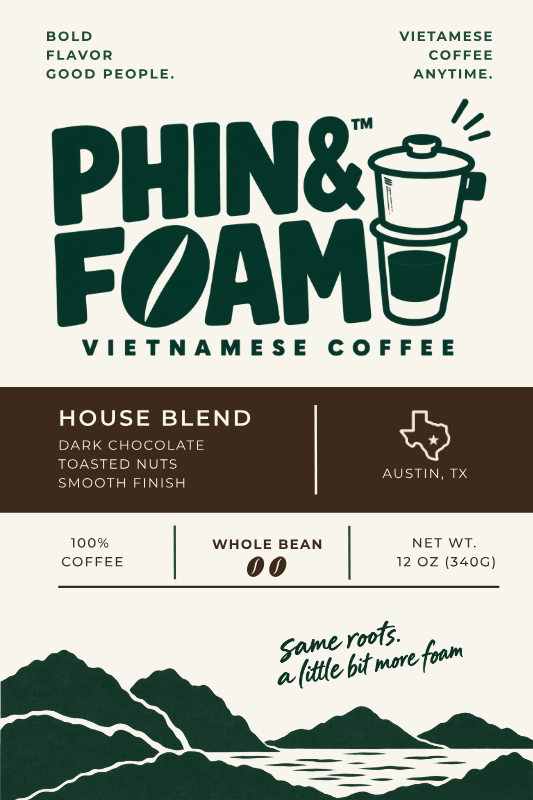 BOLD
FLAVOR
GOOD PEOPLE.
VIETAMESE
COFFEE
ANYTIME.
PHIN&™
FOAM
VIETNAMESE COFFEE
HOUSE BLEND
DARK CHOCOLATE
TOASTED NUTS
SMOOTH FINISH
AUSTIN, TX
100%
COFFEE
WHOLE BEAN
NET WT.
12 OZ (340G)
same roots.
a little bit more foam